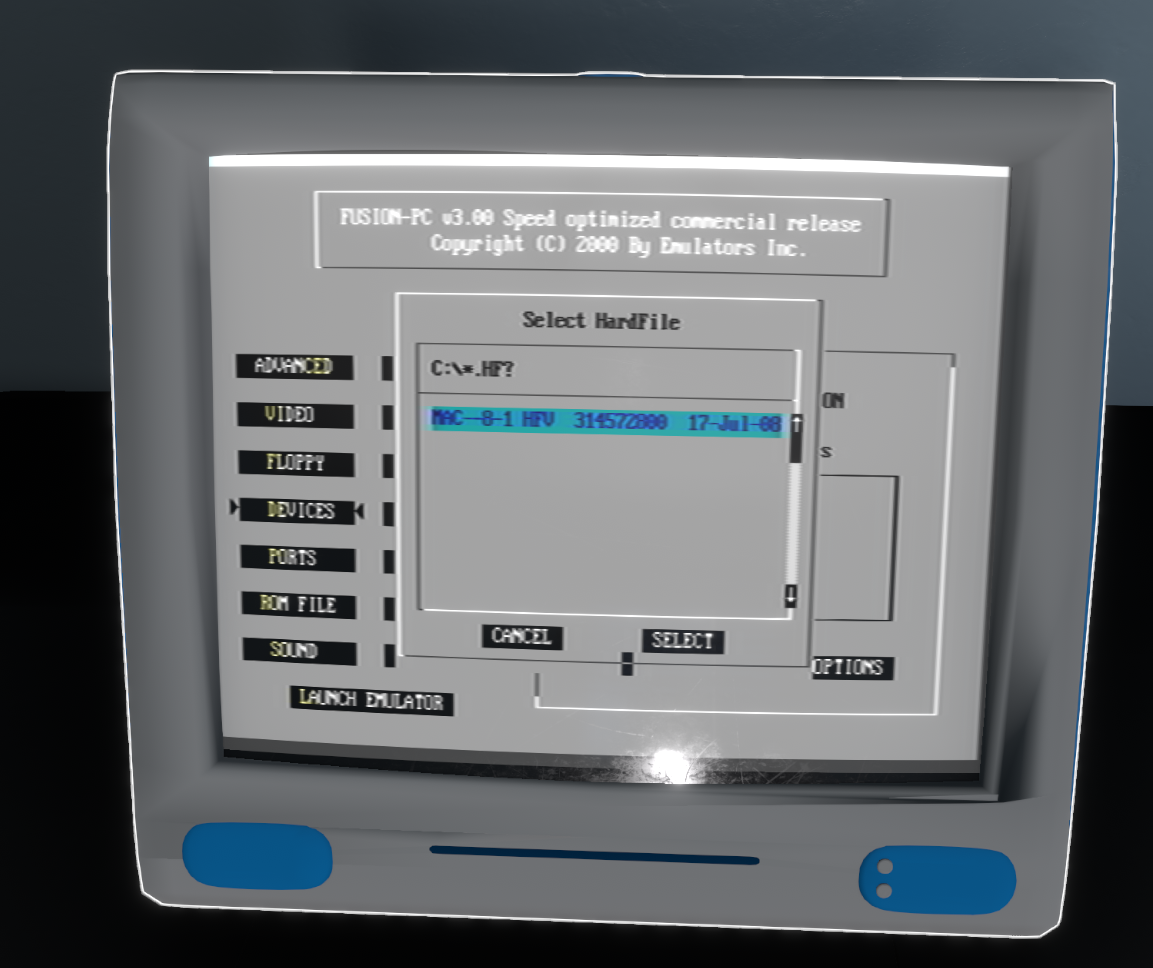 FUSION-PC v3.00 Speed optimized commercial release
Copyright (C) 2000 By Emulators Inc.
Select HardFile
C:\*.HF?
MAC--8-1 HFV 314572800 17-Jul-08
ADVANCED
VIDEO
FLOPPY
DEVICES
PORTS
ROM FILE
SOUND
ON
S
CANCEL
SELECT
OPTIONS
LAUNCH EMULATOR